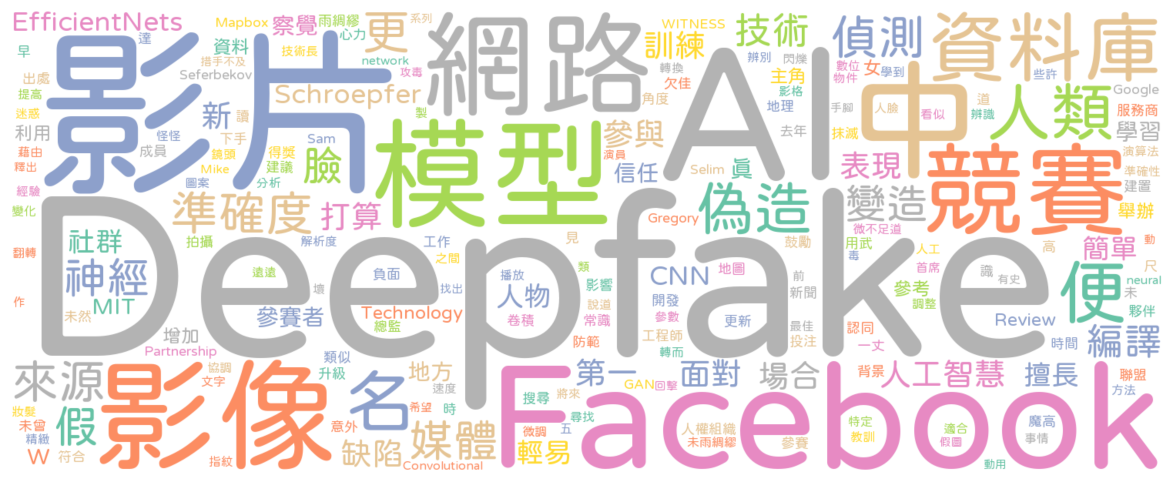 EfficientNets
Mapbox
察覺
雨綢繆
心力
更
網路
WITNESS
訓練
技術
偵測
資料庫
早
達
資料
技術長
系列
影片
AI
中
轉換
辨別
閃爍
主角
數位
物件
女
學到
些許
Google
出處
措手不及
Seferbekov
network
攻毒
提高
欠佳
角度
影格
地理
手腳
人臉
看似
道
辨識
人類
服務商
學習
迷惑
利用
新
讀
下手
Schroepfer
製
參與
演員
去年
抹滅
演算法
準確性
建置
藉由
釋出
怪怪
成員
鏡頭
Mike
Sam
得獎
建議
臉
模型
信任
Selim
真
表現
競賽
舉辦
經驗
圖案
分析
變化
準確度
打算
Gregory
偽造
變造
微不足道
翻轉
社群
拍攝
解析度
工作
之間
見
鼓勵
用武
毒
人工
高
簡單
動
尺
Deepfake
神經
遠遠
負面
找出
播放
類
影響
CNN
地圖
前
新聞
首席
識
有史
便
未
neural
作
MIT
未然
壞
人物
說道
開發
參考
調整
夥伴
參賽者
Technology
總監
卷積
常識
參數
更新
最佳
投注
Review
增加
Partnership
防範
工程師
轉而
認同
一丈
時間
編譯
來源
影像
協調
文字
類似
升級
地方
速度
第一
面對
場合
背景
人工智慧
擅長
聯盟
方法
名
Facebook
搜尋
將來
GAN
回擊
妝髮
未曾
假
精緻
W
符合
指紋
意外
希望
時
媒體
缺陷
Convolutional
微調
五
尋找
輕易
人權組織
未雨綢繆
參賽
特定
教訓
適合
假圖
魔高
事情
動用